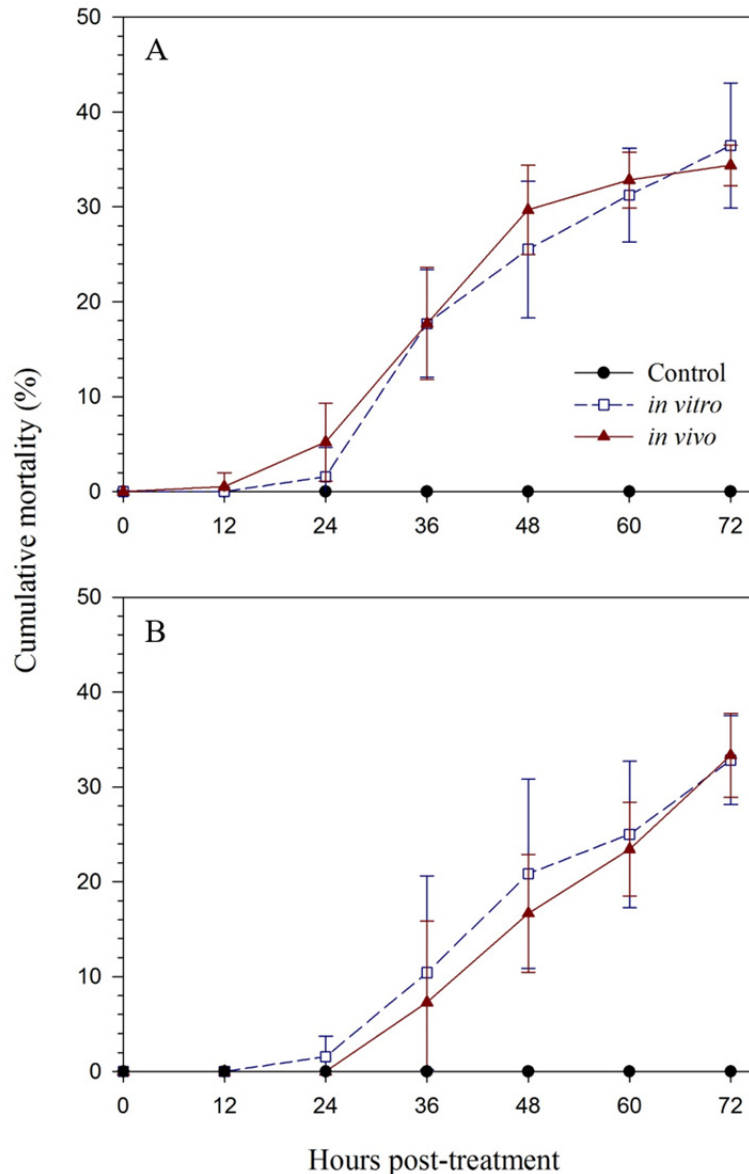 50
A
40
30
20
10
0
Control
in vitro
in vivo
0 12 24 36 48 60 72
Cumulative mortality (%)
50
B
40
30
20
10
0
0 12 24 36 48 60 72
Hours post-treatment